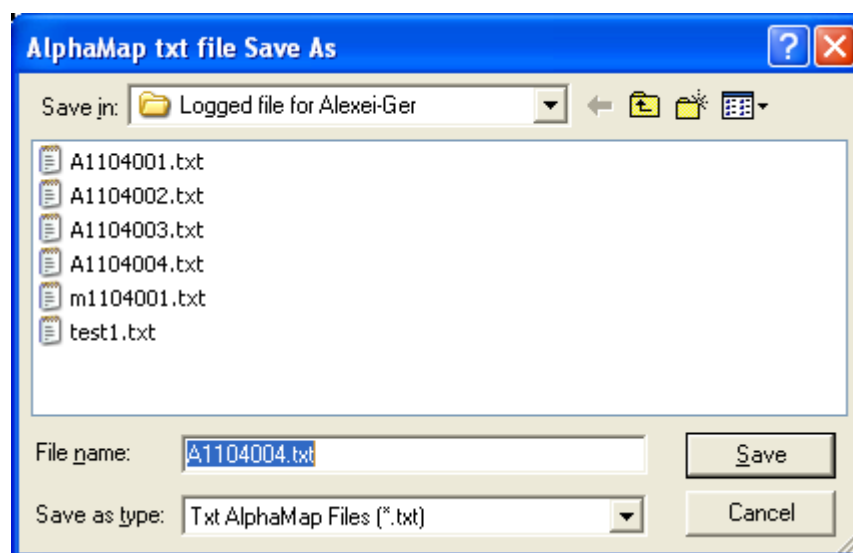 AlphaMap txt file Save As
Save in: Logged file for Alexei-Ger
A1104001.txt
A1104002.txt
A1104003.txt
A1104004.txt
m1104001.txt
test1.txt
File name: A1104004.txt Save
Save as type: Txt AlphaMap Files (*.txt) Cancel